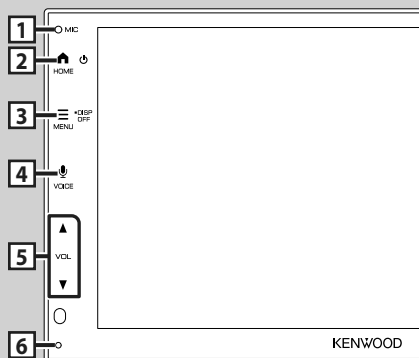 1 MIC
2
HOME
3 •DISP
OFF
MENU
4
VOICE
5 VOL
6
KENWOOD